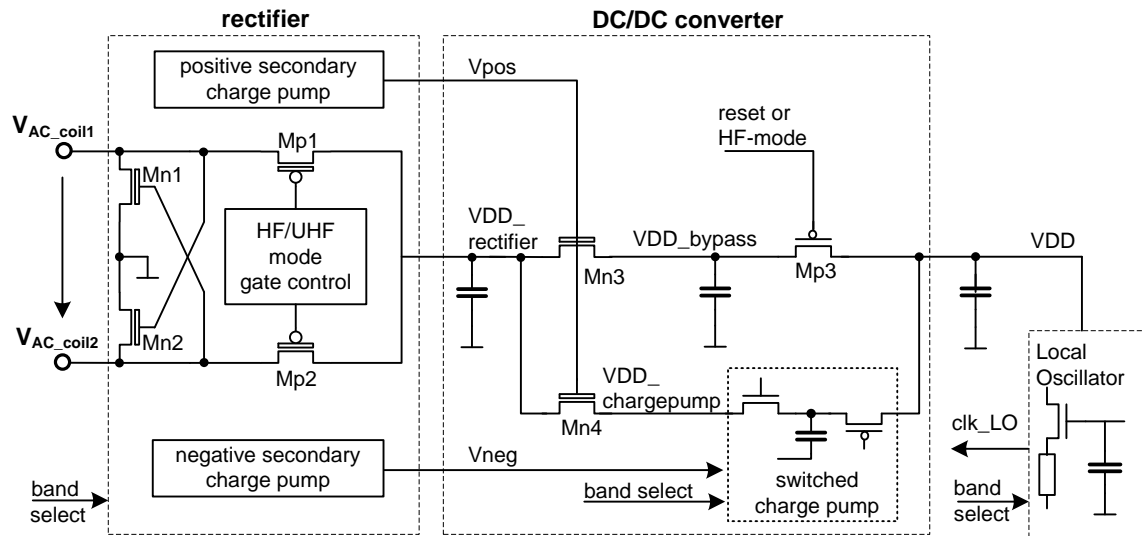 rectifier
DC/DC converter
positive secondary
charge pump
Vpos
VAC_coil1
Mp1
reset or
HF-mode
Mn1
HF/UHF
mode
gate control
VDD_
rectifier
Mn3
VDD_bypass
Mp3
VDD
VAC_coil2
Mn2
Mp2
VDD_
chargepump
Mn4
Local
Oscillator
clk_LO
negative secondary
charge pump
Vneg
band select
switched
charge pump
band
select
band
select